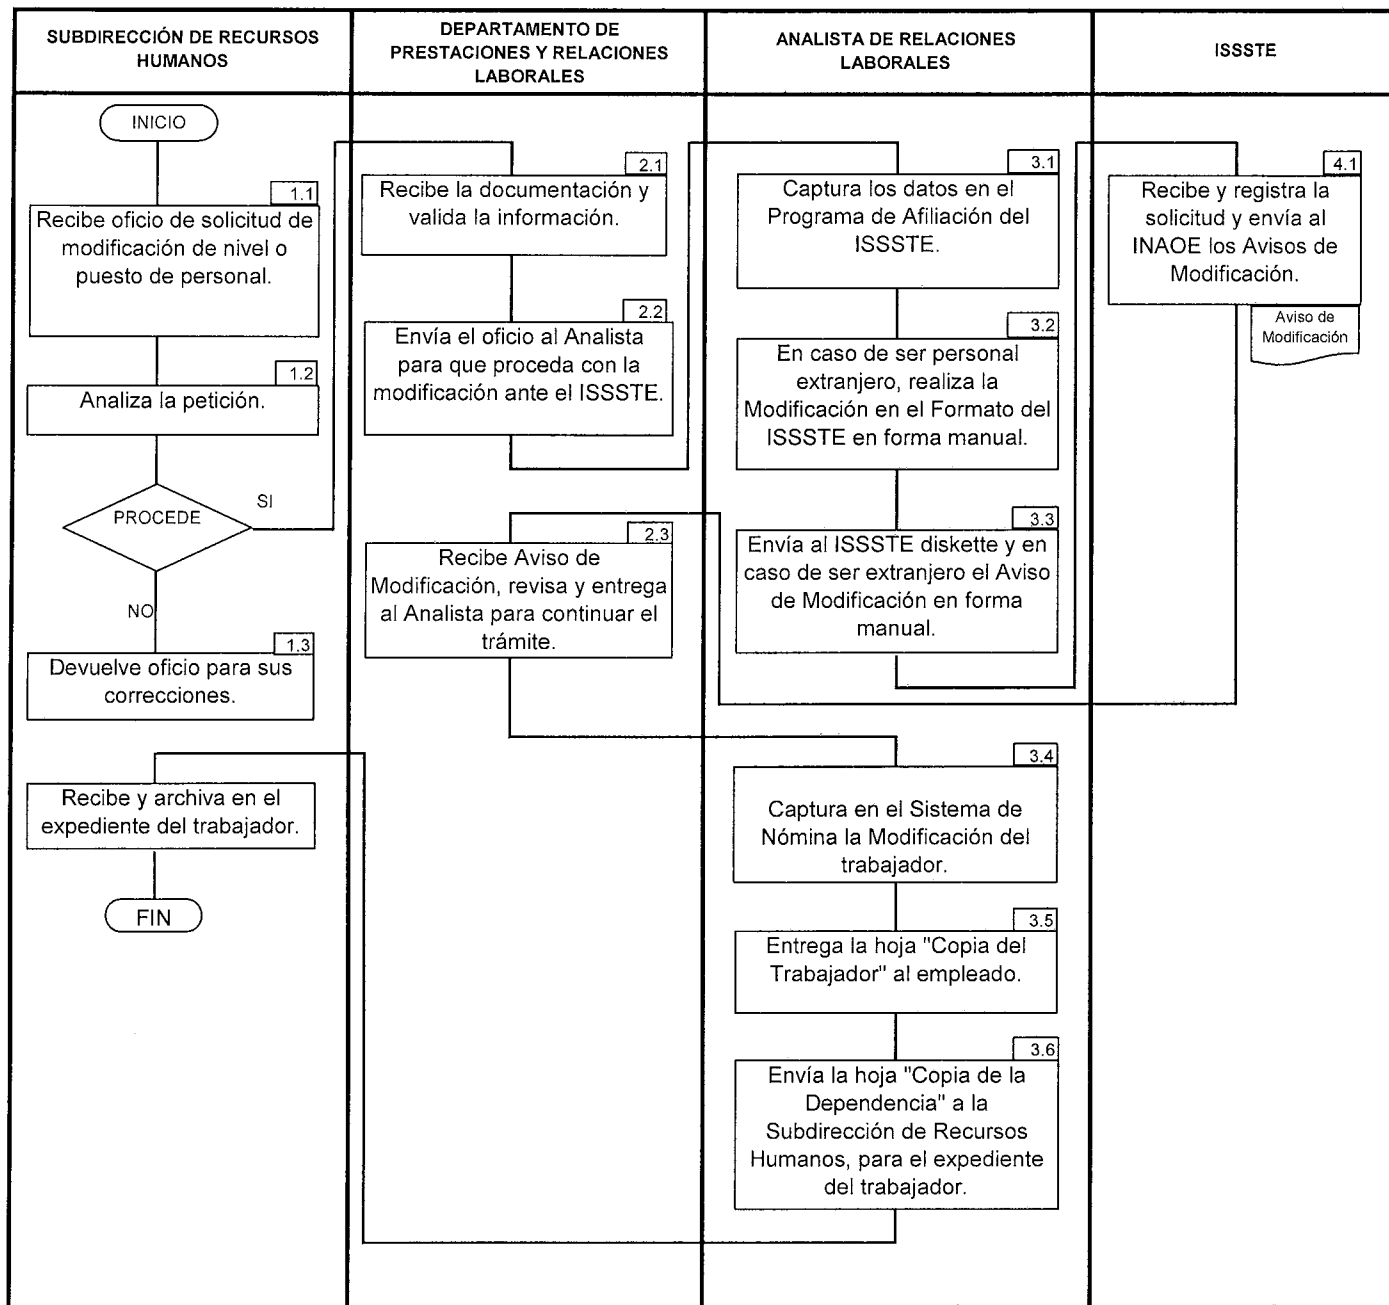 SUBDIRECCIÓN DE RECURSOS
HUMANOS
DEPARTAMENTO DE
PRESTACIONES Y RELACIONES
LABORALES
ANALISTA DE RELACIONES
LABORALES
ISSSTE
INICIO
1.1
Recibe oficio de solicitud de
modificación de nivel o
puesto de personal.
1.2
Analiza la petición.
PROCEDE
SI
NO
1.3
Devuelve oficio para sus
correcciones.
Recibe y archiva en el
expediente del trabajador.
FIN
2.1
Recibe la documentación y
valida la información.
2.2
Envía el oficio al Analista
para que proceda con la
modificación ante el ISSSTE.
2.3
Recibe Aviso de
Modificación, revisa y entrega
al Analista para continuar el
trámite.
3.1
Captura los datos en el
Programa de Afiliación del
ISSSTE.
3.2
En caso de ser personal
extranjero, realiza la
Modificación en el Formato del
ISSSTE en forma manual.
3.3
Envía al ISSSTE diskette y en
caso de ser extranjero el Aviso
de Modificación en forma
manual.
3.4
Captura en el Sistema de
Nómina la Modificación del
trabajador.
3.5
Entrega la hoja "Copia del
Trabajador" al empleado.
3.6
Envía la hoja "Copia de la
Dependencia" a la
Subdirección de Recursos
Humanos, para el expediente
del trabajador.
4.1
Recibe y registra la
solicitud y envía al
INAOE los Avisos de
Modificación.
Aviso de
Modificación